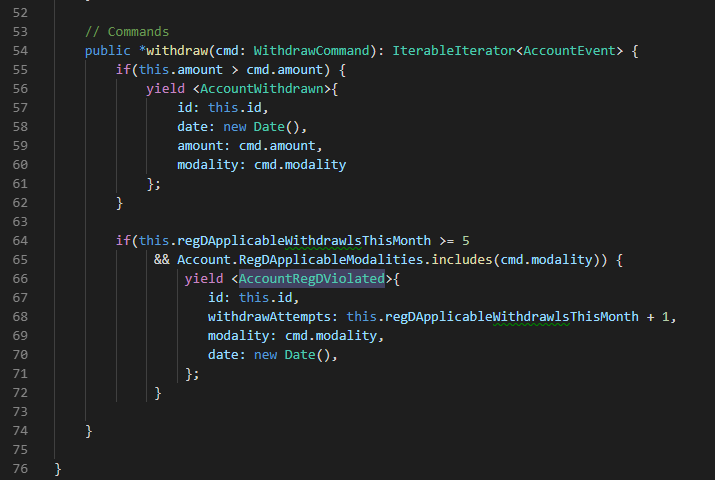 52
53 // Commands
54 public *withdraw(cmd: WithdrawCommand): IterableIterator<AccountEvent> {
55 if(this.amount > cmd.amount) {
56 yield <AccountWithdrawn>{
57 id: this.id,
58 date: new Date(),
59 amount: cmd.amount,
60 modality: cmd.modality
61 };
62 }
63
64 if(this.regDApplicableWithdrawlsThisMonth >= 5
65 && Account.RegDApplicableModalities.includes(cmd.modality)) {
66 yield <AccountRegDViolated>{
67 id: this.id,
68 withdrawAttempts: this.regDApplicableWithdrawlsThisMonth + 1,
69 modality: cmd.modality,
70 date: new Date(),
71 };
72 }
73
74 }
75
76 }